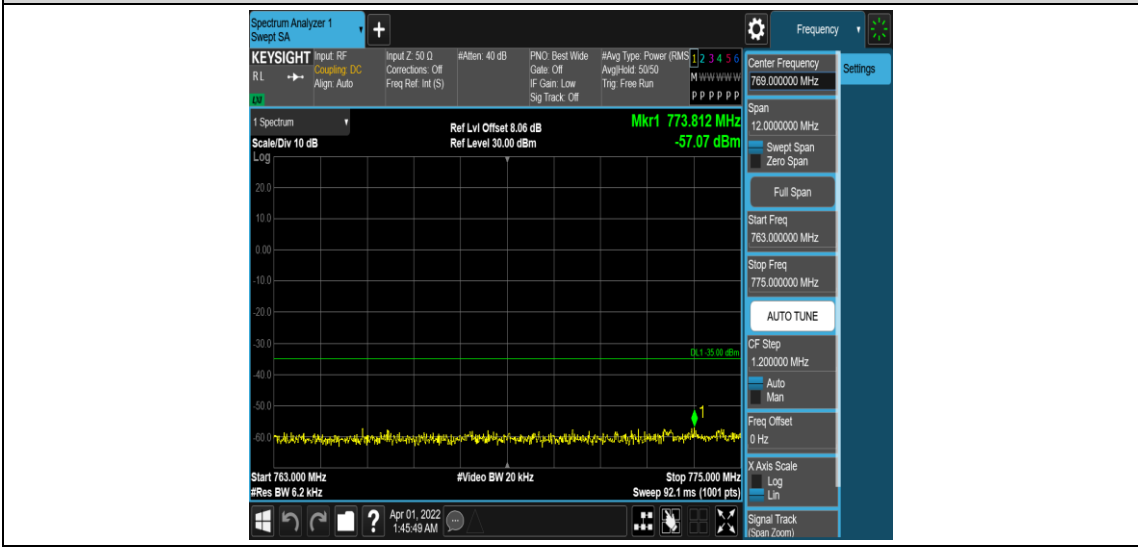 Spectrum Analyzer 1
Swept SA
+
Frequency
KEYSIGHT
RL
LXI
Input: RF
Coupling: DC
Align: Auto
Input Z: 50 Ω
Corrections: Off
Freq Ref: Int (S)
#Atten: 40 dB
PNO: Best Wide
Gate: Off
IF Gain: Low
Sig Track: Off
#Avg Type: Power (RMS
Avg|Hold: 50/50
Trig: Free Run
1 2 3 4 5 6
M W W W W W
P P P P P P
1 Spectrum
Scale/Div 10 dB
Log
Ref Lvl Offset 8.06 dB
Ref Level 30.00 dBm
Mkr1 773.812 MHz
-57.07 dBm
20.0
10.0
0.00
-10.0
-20.0
-30.0
DL1 -35.00 dBm
-40.0
-50.0
1
-60.0
Start 763.000 MHz
#Video BW 20 kHz
Stop 775.000 MHz
#Res BW 6.2 kHz
Sweep 92.1 ms (1001 pts)
?
Apr 01, 2022
1:45:49 AM
Center Frequency
769.000000 MHz
Settings
Span
12.0000000 MHz
Swept Span
Zero Span
Full Span
Start Freq
763.000000 MHz
Stop Freq
775.000000 MHz
AUTO TUNE
CF Step
1.200000 MHz
Auto
Man
Freq Offset
0 Hz
X Axis Scale
Log
Lin
Signal Track
(Span Zoom)